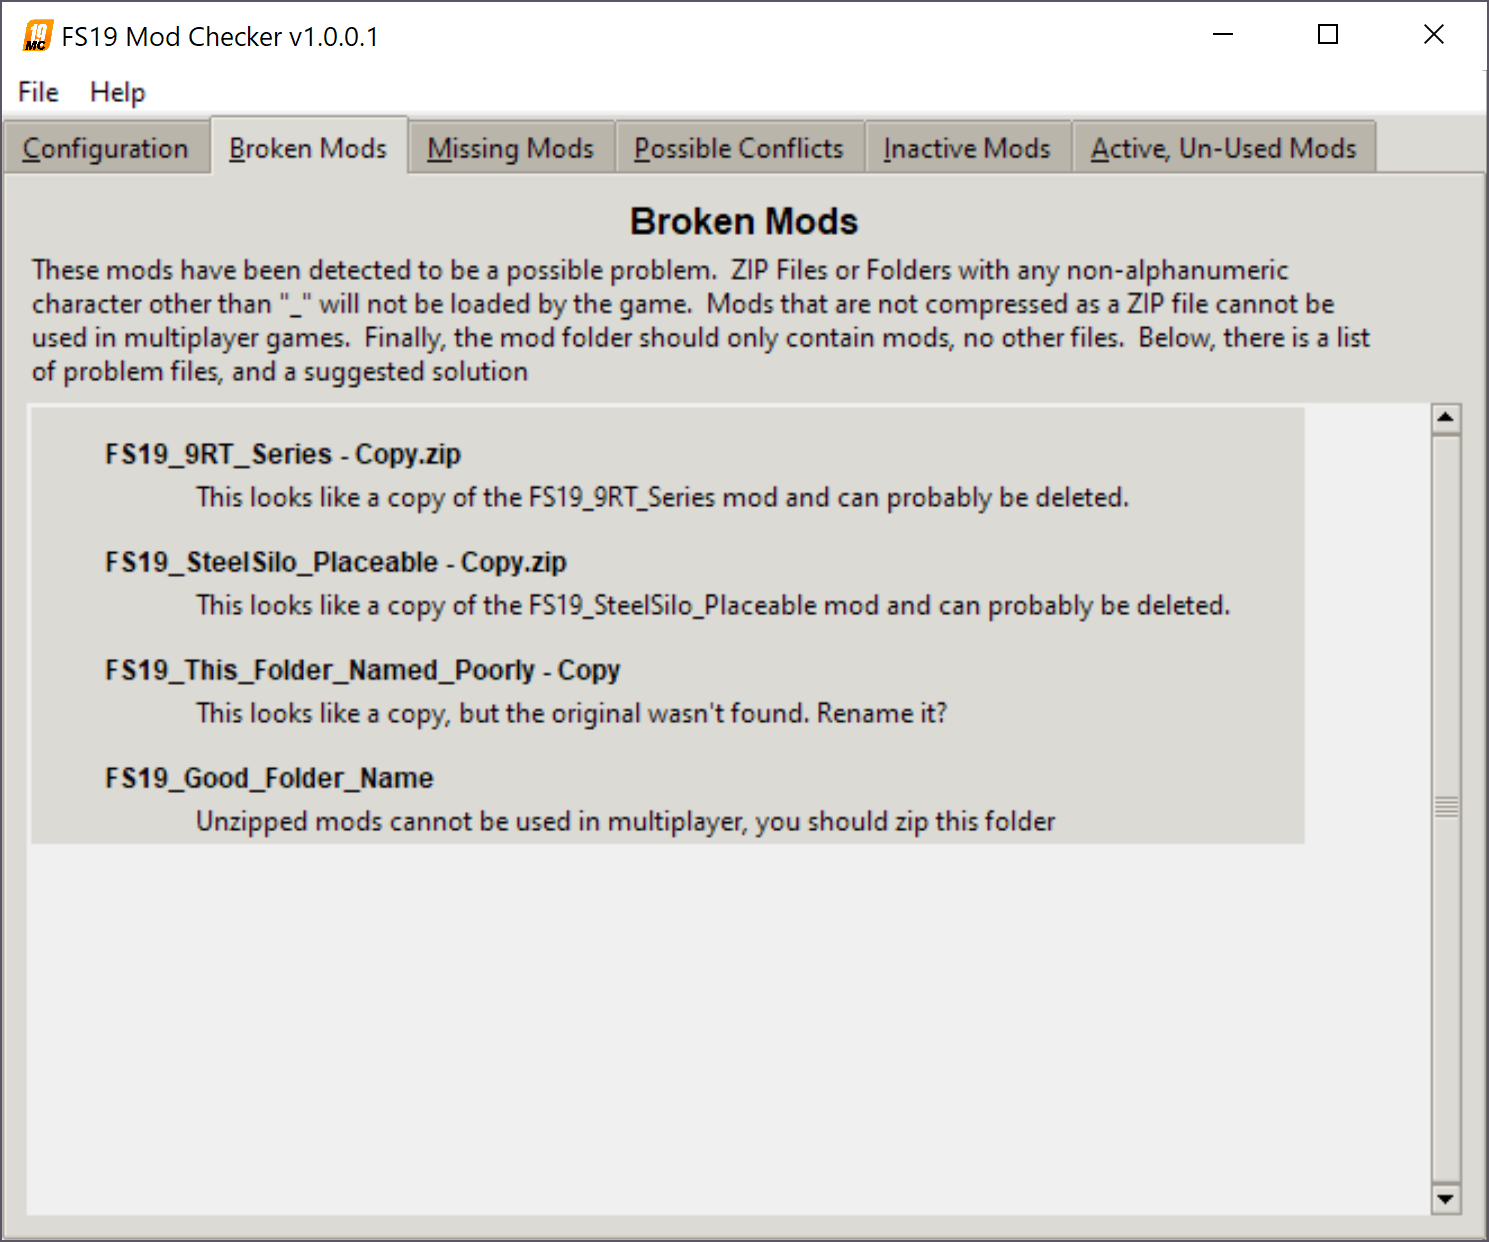 19
MC
FS19 Mod Checker v1.0.0.1
File Help
Configuration Broken Mods Missing Mods Possible Conflicts Inactive Mods Active, Un-Used Mods
Broken Mods
These mods have been detected to be a possible problem.  ZIP Files or Folders with any non-alphanumeric
character other than "_" will not be loaded by the game.  Mods that are not compressed as a ZIP file cannot be
used in multiplayer games.  Finally, the mod folder should only contain mods, no other files.  Below, there is a list
of problem files, and a suggested solution
FS19_9RT_Series - Copy.zip
This looks like a copy of the FS19_9RT_Series mod and can probably be deleted.
FS19_SteelSilo_Placeable - Copy.zip
This looks like a copy of the FS19_SteelSilo_Placeable mod and can probably be deleted.
FS19_This_Folder_Named_Poorly - Copy
This looks like a copy, but the original wasn't found. Rename it?
FS19_Good_Folder_Name
Unzipped mods cannot be used in multiplayer, you should zip this folder